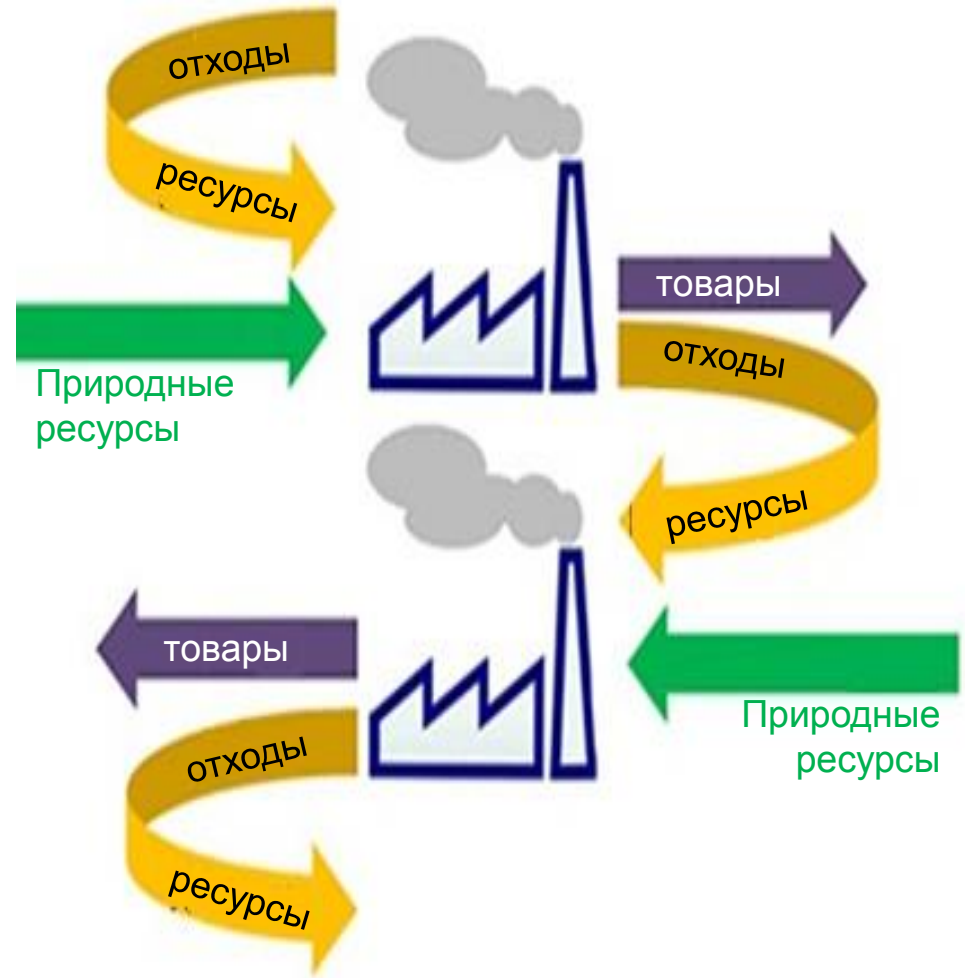 отходы
ресурсы
товары
Природные
ресурсы
отходы
ресурсы
товары
Природные
ресурсы
отходы
ресурсы